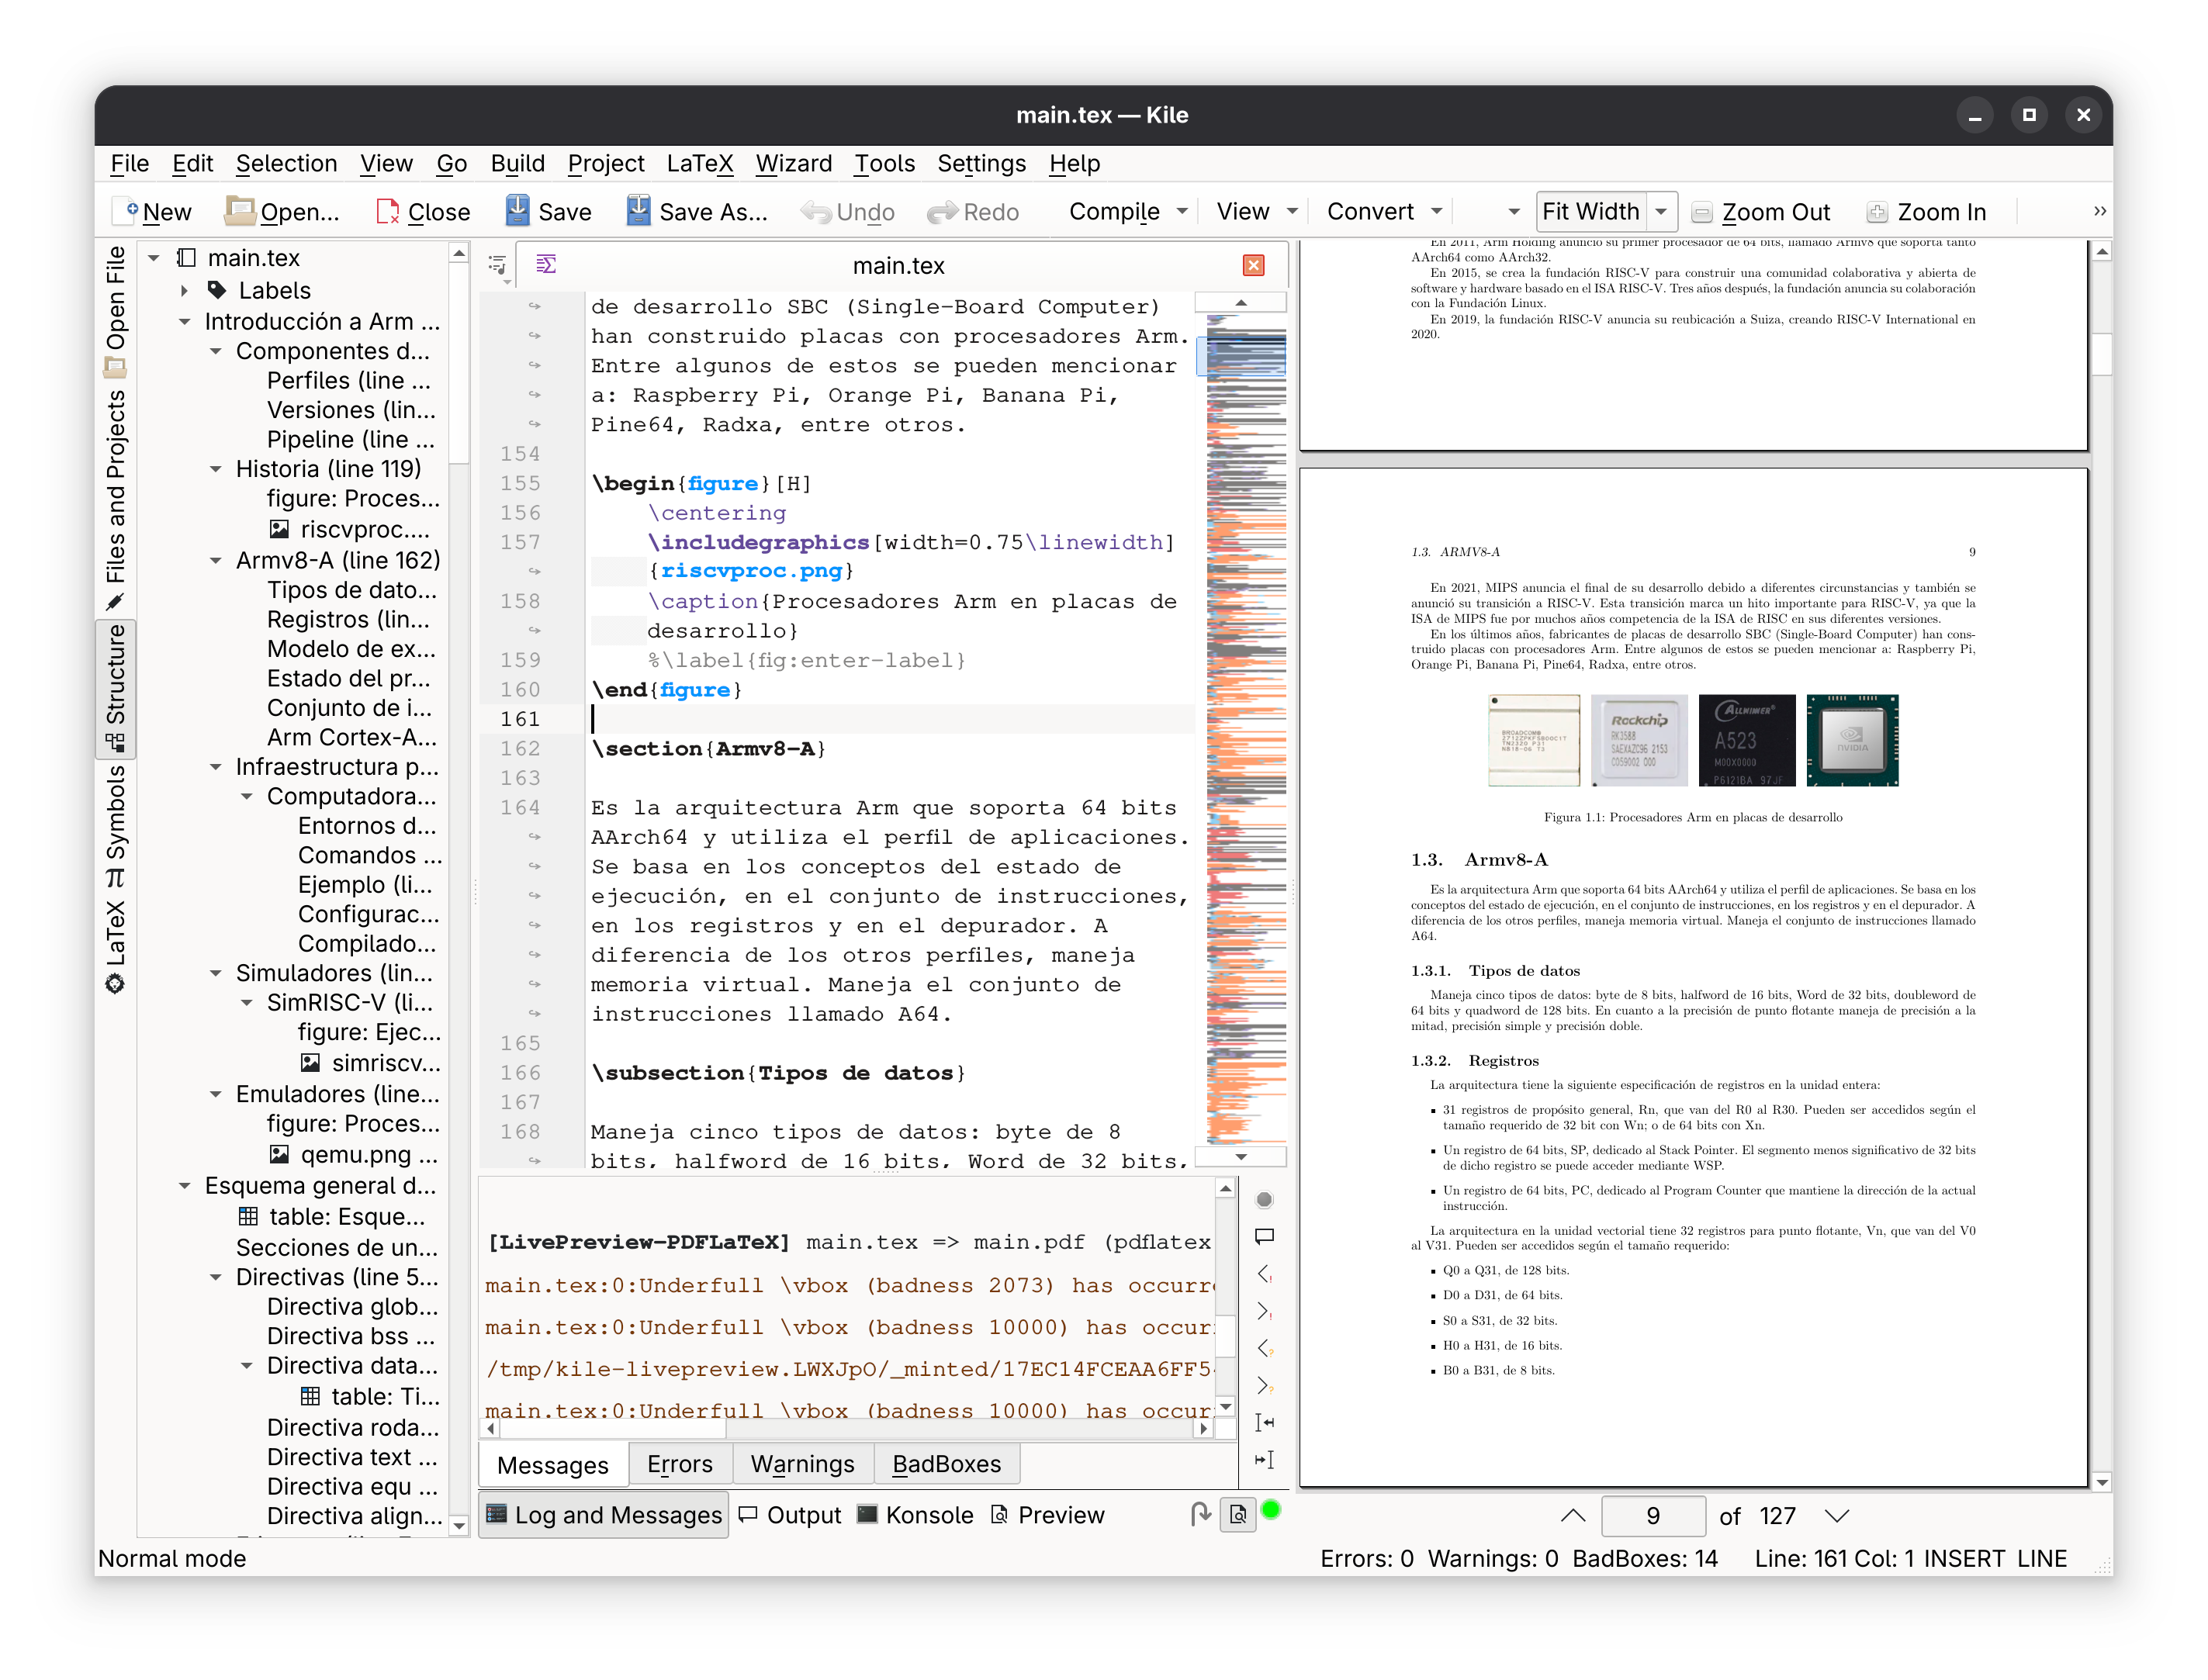 main.tex — Kile
File Edit Selection View Go Build Project LaTeX Wizard Tools Settings Help
New Open... Close Save Save As... Undo Redo Compile View Convert Fit Width Zoom Out Zoom In »
Open File
Files and Projects
Structure
Symbols
LaTeX
main.tex
Labels
Introducción a Arm ...
Componentes d...
Perfiles (line ...
Versiones (lin...
Pipeline (line ...
Historia (line 119)
figure: Proces...
riscvproc....
Armv8-A (line 162)
Tipos de dato...
Registros (lin...
Modelo de ex...
Estado del pr...
Conjunto de i...
Arm Cortex-A...
Infraestructura p...
Computadora...
Entornos d...
Comandos ...
Ejemplo (li...
Configurac...
Compilado...
Simuladores (lin...
SimRISC-V (li...
figure: Ejec...
simriscv...
Emuladores (line...
figure: Proces...
qemu.png ...
Esquema general d...
table: Esque...
Secciones de un...
Directivas (line 5...
Directiva glob...
Directiva bss ...
Directiva data...
table: Ti...
Directiva roda...
Directiva text ...
Directiva equ ...
Directiva align...
main.tex
de desarrollo SBC (Single-Board Computer)
han construido placas con procesadores Arm.
Entre algunos de estos se pueden mencionar
a: Raspberry Pi, Orange Pi, Banana Pi,
Pine64, Radxa, entre otros.
154
155 \begin{figure}[H]
156 \centering
157 \includegraphics[width=0.75\linewidth]
{riscvproc.png}
158 \caption{Procesadores Arm en placas de
desarrollo}
159 %\label{fig:enter-label}
160 \end{figure}
161
162 \section{Armv8-A}
163
164 Es la arquitectura Arm que soporta 64 bits
AArch64 y utiliza el perfil de aplicaciones.
Se basa en los conceptos del estado de
ejecución, en el conjunto de instrucciones,
en los registros y en el depurador. A
diferencia de los otros perfiles, maneja
memoria virtual. Maneja el conjunto de
instrucciones llamado A64.
165
166 \subsection{Tipos de datos}
167
168 Maneja cinco tipos de datos: byte de 8
bits, halfword de 16 bits, Word de 32 bits,
[LivePreview-PDFLaTeX] main.tex => main.pdf (pdflatex
main.tex:0:Underfull \vbox (badness 2073) has occurr
main.tex:0:Underfull \vbox (badness 10000) has occur
/tmp/kile-livepreview.LWXJpO/_minted/17EC14FCEAA6FF5
main.tex:0:Underfull \vbox (badness 10000) has occur
Messages Errors Warnings BadBoxes
Log and Messages Output Konsole Preview
En 2011, Arm Holding anunció su primer procesador de 64 bits, llamado Armv8 que soporta tanto
AArch64 como AArch32.
En 2015, se crea la fundación RISC-V para construir una comunidad colaborativa y abierta de
software y hardware basado en el ISA RISC-V. Tres años después, la fundación anuncia su colaboración
con la Fundación Linux.
En 2019, la fundación RISC-V anuncia su reubicación a Suiza, creando RISC-V International en
2020.
1.3. ARMV8-A 9
En 2021, MIPS anuncia el final de su desarrollo debido a diferentes circunstancias y también se
anunció su transición a RISC-V. Esta transición marca un hito importante para RISC-V, ya que la
ISA de MIPS fue por muchos años competencia de la ISA de RISC en sus diferentes versiones.
En los últimos años, fabricantes de placas de desarrollo SBC (Single-Board Computer) han cons-
truido placas con procesadores Arm. Entre algunos de estos se pueden mencionar a: Raspberry Pi,
Orange Pi, Banana Pi, Pine64, Radxa, entre otros.
BROADCOM
TN2320 P31
Rockchip
RK3588
SAEXAZC96 2153
ALLWINNER
A523
M00X0000
P6121BA 97JF
NVIDIA
Figura 1.1: Procesadores Arm en placas de desarrollo
1.3. Armv8-A
Es la arquitectura Arm que soporta 64 bits AArch64 y utiliza el perfil de aplicaciones. Se basa en los
conceptos del estado de ejecución, en el conjunto de instrucciones, en los registros y en el depurador. A
diferencia de los otros perfiles, maneja memoria virtual. Maneja el conjunto de instrucciones llamado
A64.
1.3.1. Tipos de datos
Maneja cinco tipos de datos: byte de 8 bits, halfword de 16 bits, Word de 32 bits, doubleword de
64 bits y quadword de 128 bits. En cuanto a la precisión de punto flotante maneja de precisión a la
mitad, precisión simple y precisión doble.
1.3.2. Registros
La arquitectura tiene la siguiente especificación de registros en la unidad entera:
▪ 31 registros de propósito general, Rn, que van del R0 al R30. Pueden ser accedidos según el
tamaño requerido de 32 bit con Wn; o de 64 bits con Xn.
▪ Un registro de 64 bits, SP, dedicado al Stack Pointer. El segmento menos significativo de 32 bits
de dicho registro se puede acceder mediante WSP.
▪ Un registro de 64 bits, PC, dedicado al Program Counter que mantiene la dirección de la actual
instrucción.
La arquitectura en la unidad vectorial tiene 32 registros para punto flotante, Vn, que van del V0
al V31. Pueden ser accedidos según el tamaño requerido:
▪ Q0 a Q31, de 128 bits.
▪ D0 a D31, de 64 bits.
▪ S0 a S31, de 32 bits.
▪ H0 a H31, de 16 bits.
▪ B0 a B31, de 8 bits.
9 of 127
Normal mode
Errors: 0 Warnings: 0 BadBoxes: 14 Line: 161 Col: 1 INSERT LINE